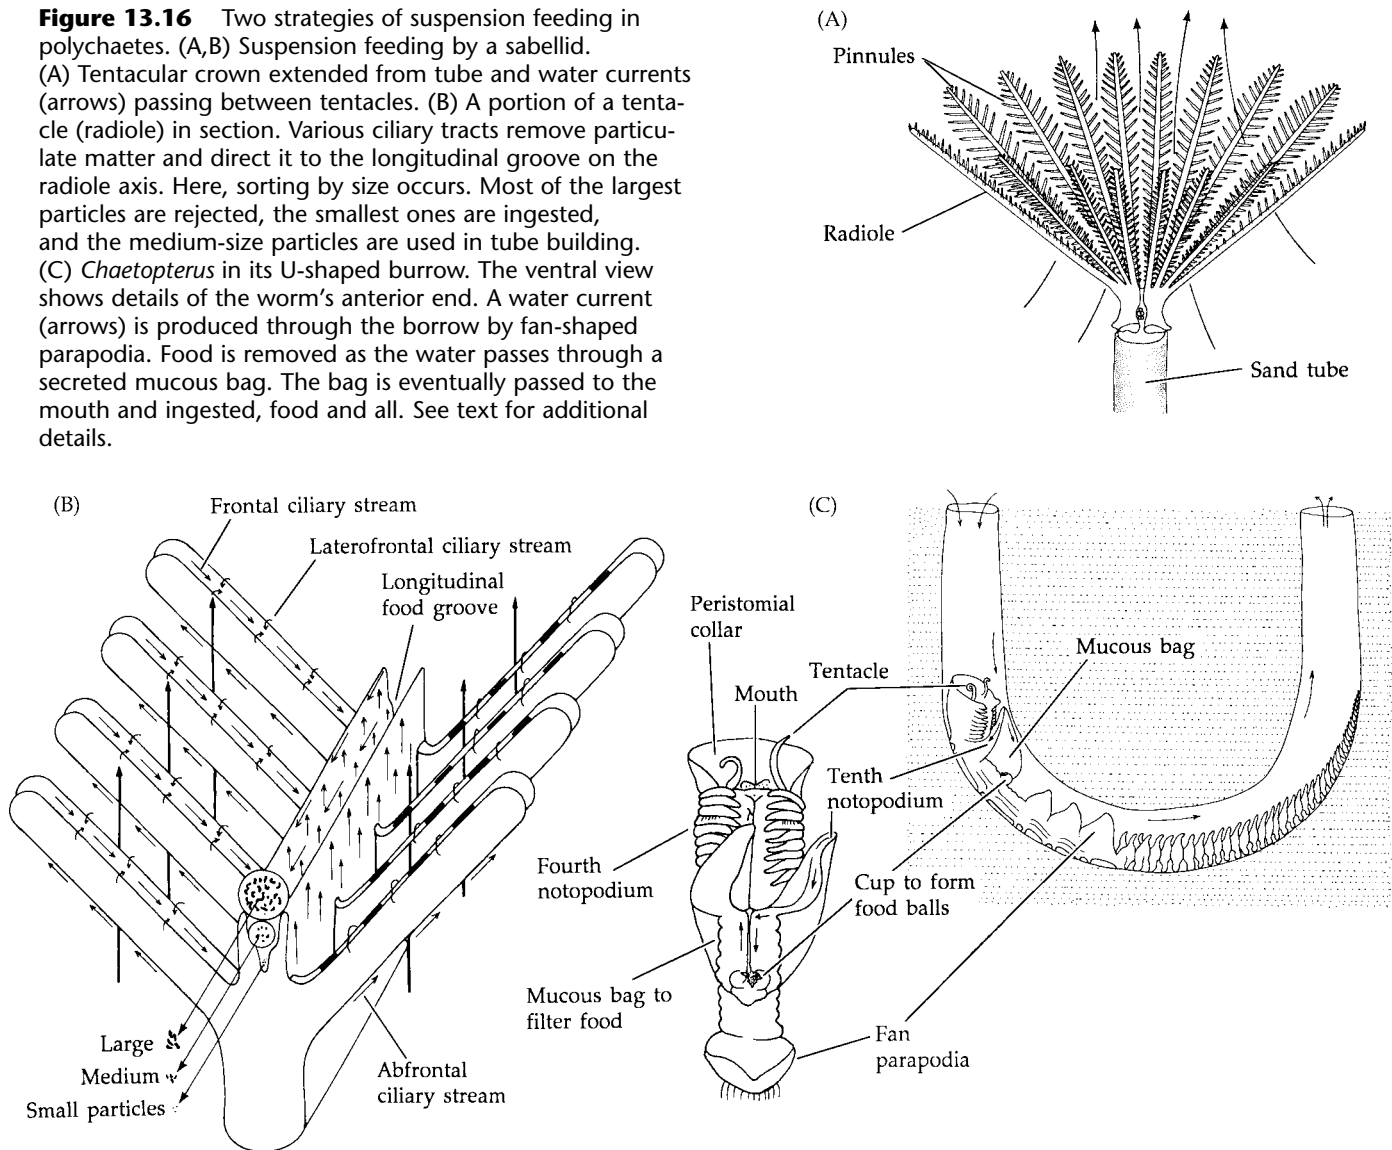 Figure 13.16 Two strategies of suspension feeding in
polychaetes. (A,B) Suspension feeding by a sabellid.
(A) Tentacular crown extended from tube and water currents
(arrows) passing between tentacles. (B) A portion of a tenta-
cle (radiole) in section. Various ciliary tracts remove particu-
late matter and direct it to the longitudinal groove on the
radiole axis. Here, sorting by size occurs. Most of the largest
particles are rejected, the smallest ones are ingested,
and the medium-size particles are used in tube building.
(C) Chaetopterus in its U-shaped burrow. The ventral view
shows details of the worm's anterior end. A water current
(arrows) is produced through the borrow by fan-shaped
parapodia. Food is removed as the water passes through a
secreted mucous bag. The bag is eventually passed to the
mouth and ingested, food and all. See text for additional
details.
(A)
Pinnules
Radiole
Sand tube
(B)
Frontal ciliary stream
Laterofrontal ciliary stream
Longitudinal
food groove
Large
Medium
Small particles
Abfrontal
ciliary stream
(C)
Peristomial
collar
Mouth
Tentacle
Mucous bag
Tenth
notopodium
Fourth
notopodium
Cup to form
food balls
Mucous bag to
filter food
Fan
parapodia